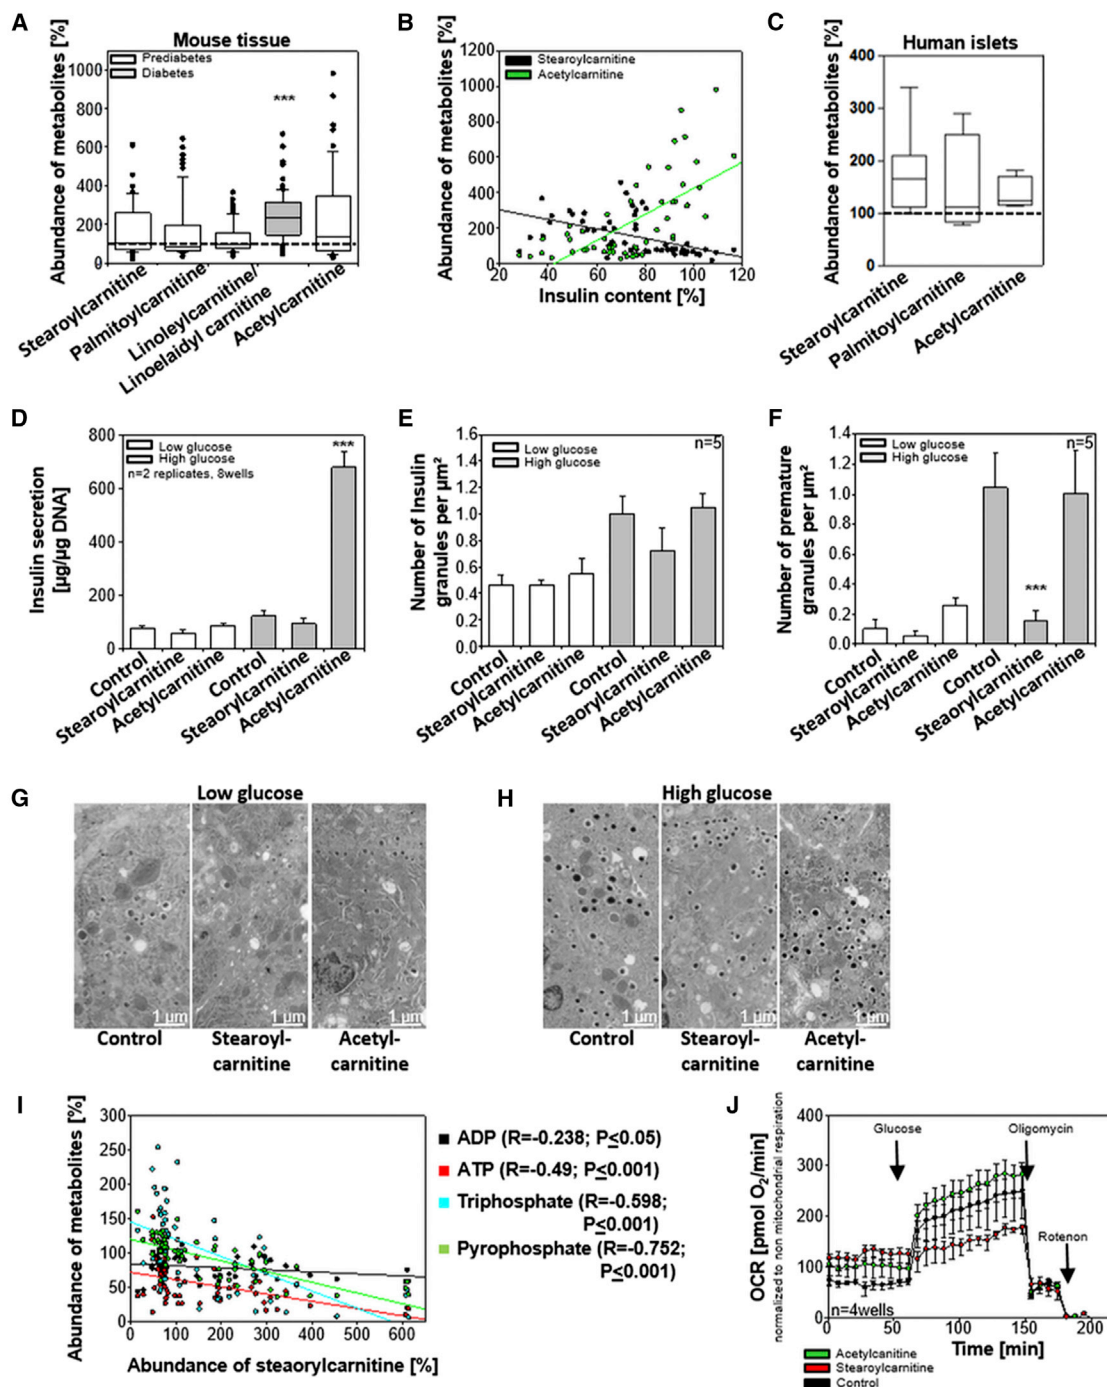 A
Mouse tissue
Abundance of metabolites [%]
1000
800
600
400
200
0
Prediabetes
Diabetes
***
Stearoylcarnitine
Palmitoylcarnitine
Linoleylcarnitine/
Linoelaidyl carnitine
Acetylcarnitine
B
Abundance of metabolites [%]
1200
1000
800
600
400
200
0
Stearoylcarnitine
Acetylcarnitine
20 40 60 80 100 120
Insulin content [%]
C
Human islets
Abundance of metabolites [%]
400
300
200
100
0
Stearoylcarnitine
Palmitoylcarnitine
Acetylcarnitine
D
Insulin secretion
[µg/µg DNA]
800
600
400
200
0
Low glucose
High glucose
n=2 replicates, 8wells
***
Control
Stearoylcarnitine
Acetylcarnitine
Control
Steaorylcarnitine
Acetylcarnitine
E
Number of Insulin
granules per µm²
1.6
1.4
1.2
1.0
0.8
0.6
0.4
0.2
0.0
Low glucose
High glucose
n=5
Control
Stearoylcarnitine
Acetylcarnitine
Control
Steaorylcarnitine
Acetylcarnitine
F
Number of premature
granules per µm²
1.4
1.2
1.0
0.8
0.6
0.4
0.2
0.0
Low glucose
High glucose
n=5
***
Control
Stearoylcarnitine
Acetylcarnitine
Control
Steaorylcarnitine
Acetylcarnitine
G
Low glucose
1 µm
1 µm
1 µm
Control
Stearoyl-
carnitine
Acetyl-
carnitine
H
High glucose
1 µm
1 µm
1 µm
Control
Stearoyl-
carnitine
Acetyl-
carnitine
I
Abundance of metabolites [%]
300
250
200
150
100
50
0
0 100 200 300 400 500 600
Abundance of steaorylcarnitine [%]
ADP (R=-0.238; P≤0.05)
ATP (R=-0.49; P≤0.001)
Triphosphate (R=-0.598;
P≤0.001)
Pyrophosphate (R=-0.752;
P≤0.001)
J
OCR [pmol O₂/min]
normalized to non mitochondrial respiration
400
300
200
100
0
Glucose
Oligomycin
Rotenon
n=4wells
0 50 100 150 200
Time [min]
Acetylcanitine
Stearoylcarnitine
Control